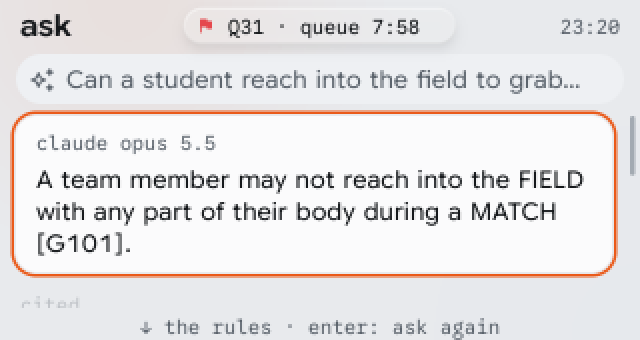 ask
Q31 · queue 7:58
23:20
Can a student reach into the field to grab...
claude opus 5.5
A team member may not reach into the FIELD
with any part of their body during a MATCH
[G101].
cited
↓ the rules · enter: ask again